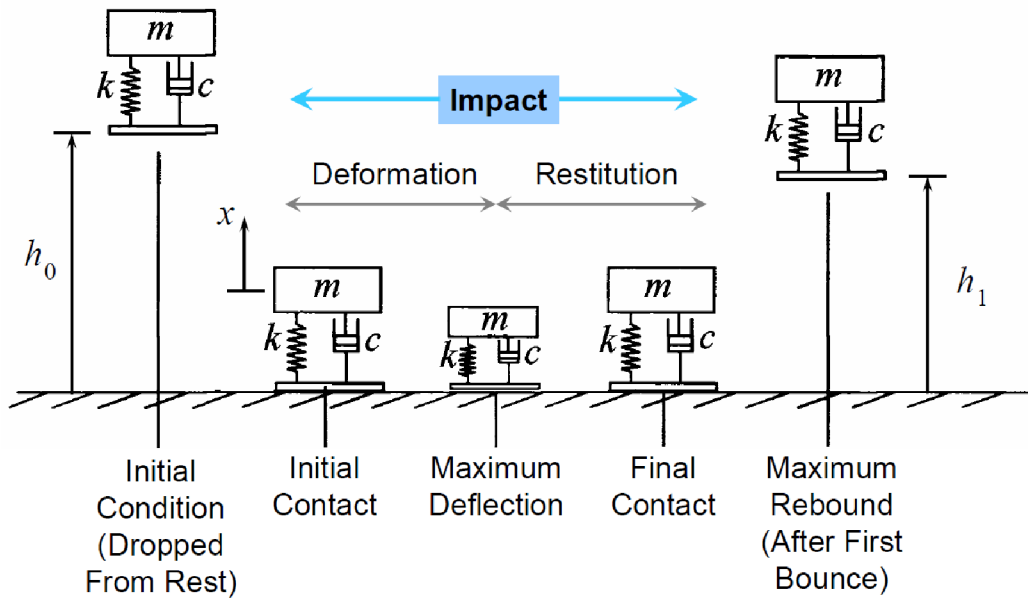 m
k
c
Impact
m
k
c
Deformation
Restitution
x
h0
m
k
c
m
k
c
m
k
c
h1
Initial
Condition
(Dropped
From Rest)
Initial
Contact
Maximum
Deflection
Final
Contact
Maximum
Rebound
(After First
Bounce)